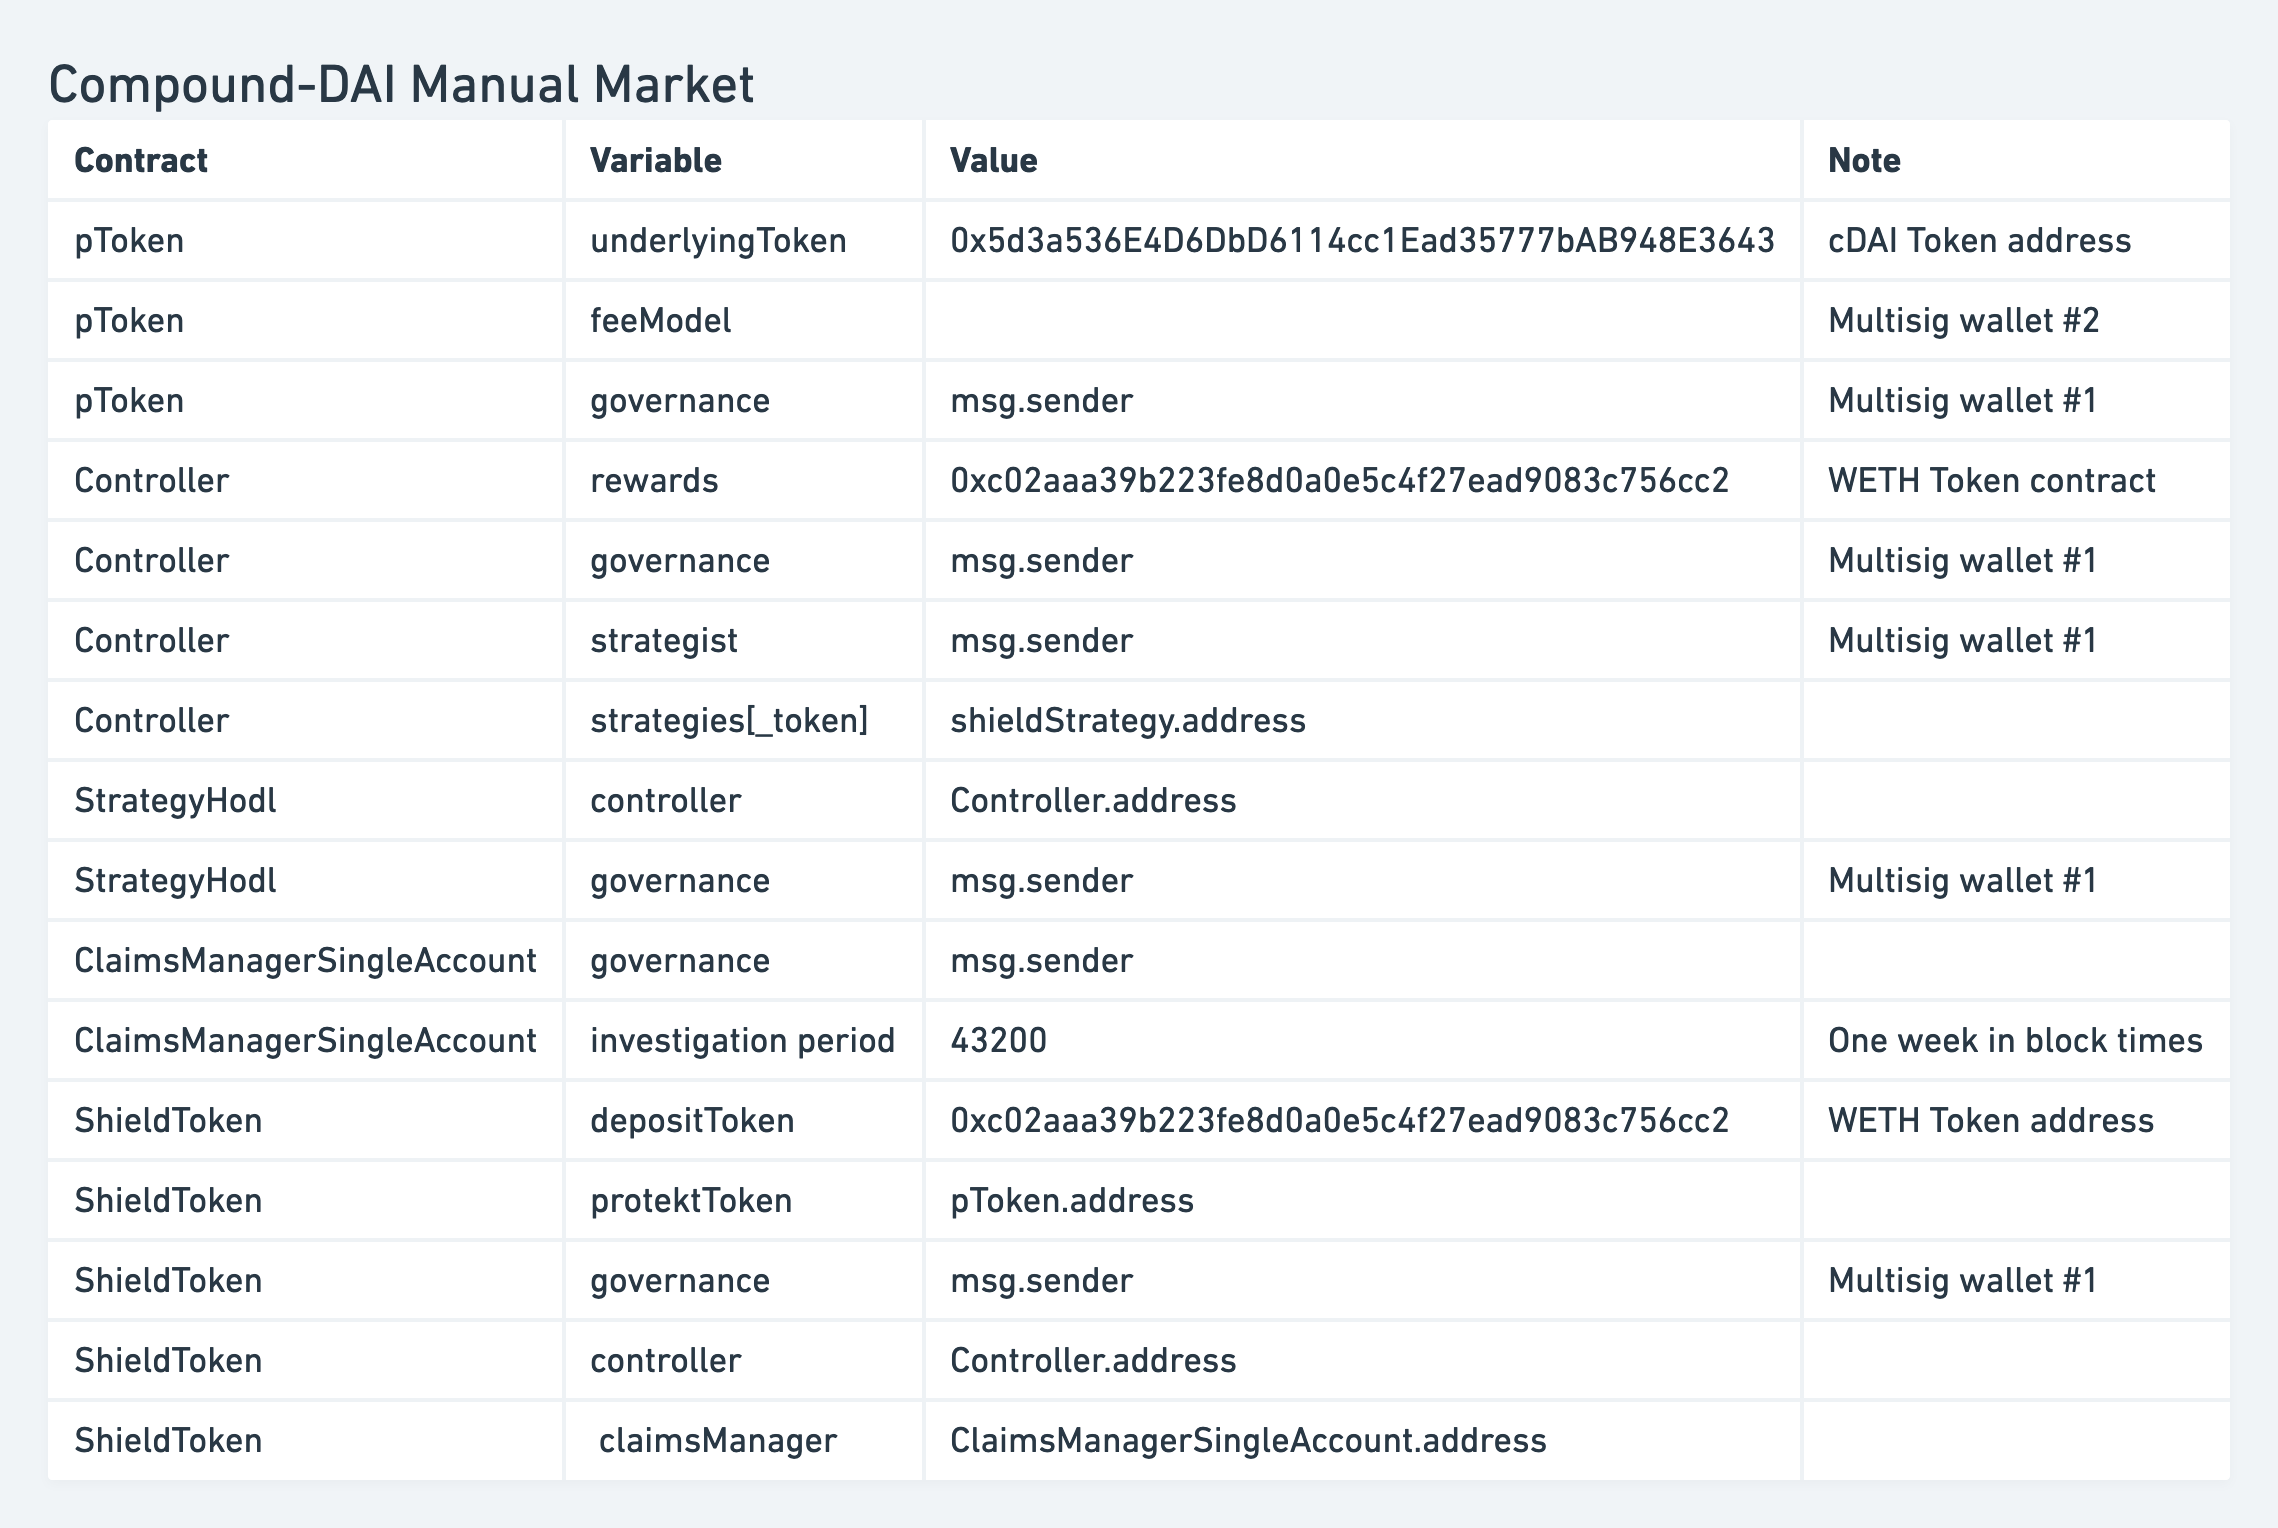 Compound-DAI Manual Market
Contract Variable Value Note
pToken underlyingToken 0x5d3a536E4D6DbD6114cc1Ead35777bAB948E3643 cDAI Token address
pToken feeModel Multisig wallet #2
pToken governance msg.sender Multisig wallet #1
Controller rewards 0xc02aaa39b223fe8d0a0e5c4f27ead9083c756cc2 WETH Token contract
Controller governance msg.sender Multisig wallet #1
Controller strategist msg.sender Multisig wallet #1
Controller strategies[_token] shieldStrategy.address
StrategyHodl controller Controller.address
StrategyHodl governance msg.sender Multisig wallet #1
ClaimsManagerSingleAccount governance msg.sender
ClaimsManagerSingleAccount investigation period 43200 One week in block times
ShieldToken depositToken 0xc02aaa39b223fe8d0a0e5c4f27ead9083c756cc2 WETH Token address
ShieldToken protektToken pToken.address
ShieldToken governance msg.sender Multisig wallet #1
ShieldToken controller Controller.address
ShieldToken claimsManager ClaimsManagerSingleAccount.address